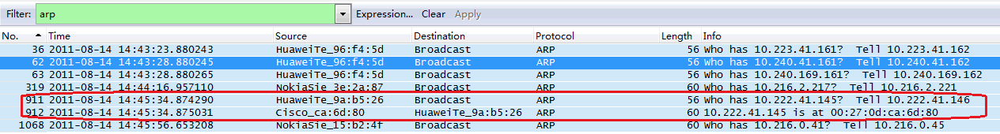 Filter: arp Expression... Clear Apply
No. Time Source Destination Protocol Length Info
36 2011-08-14 14:43:23.880243 HuaweiTe_96:f4:5d Broadcast ARP 56 Who has 10.223.41.161? Tell 10.223.41.162
62 2011-08-14 14:43:28.880245 HuaweiTe_96:f4:5d Broadcast ARP 56 Who has 10.240.41.161? Tell 10.240.41.162
63 2011-08-14 14:43:28.880265 HuaweiTe_96:f4:5d Broadcast ARP 56 Who has 10.240.169.161? Tell 10.240.169.162
319 2011-08-14 14:44:16.957110 NokiaSie_3e:2a:87 Broadcast ARP 60 Who has 10.216.2.217? Tell 10.216.2.221
911 2011-08-14 14:45:34.874290 HuaweiTe_9a:b5:26 Broadcast ARP 56 Who has 10.222.41.145? Tell 10.222.41.146
912 2011-08-14 14:45:34.875031 Cisco_ca:6d:80 HuaweiTe_9a:b5:26 ARP 60 10.222.41.145 is at 00:27:0d:ca:6d:80
1068 2011-08-14 14:45:56.653208 NokiaSie_15:b2:4f Broadcast ARP 60 Who has 10.216.0.41? Tell 10.216.0.45